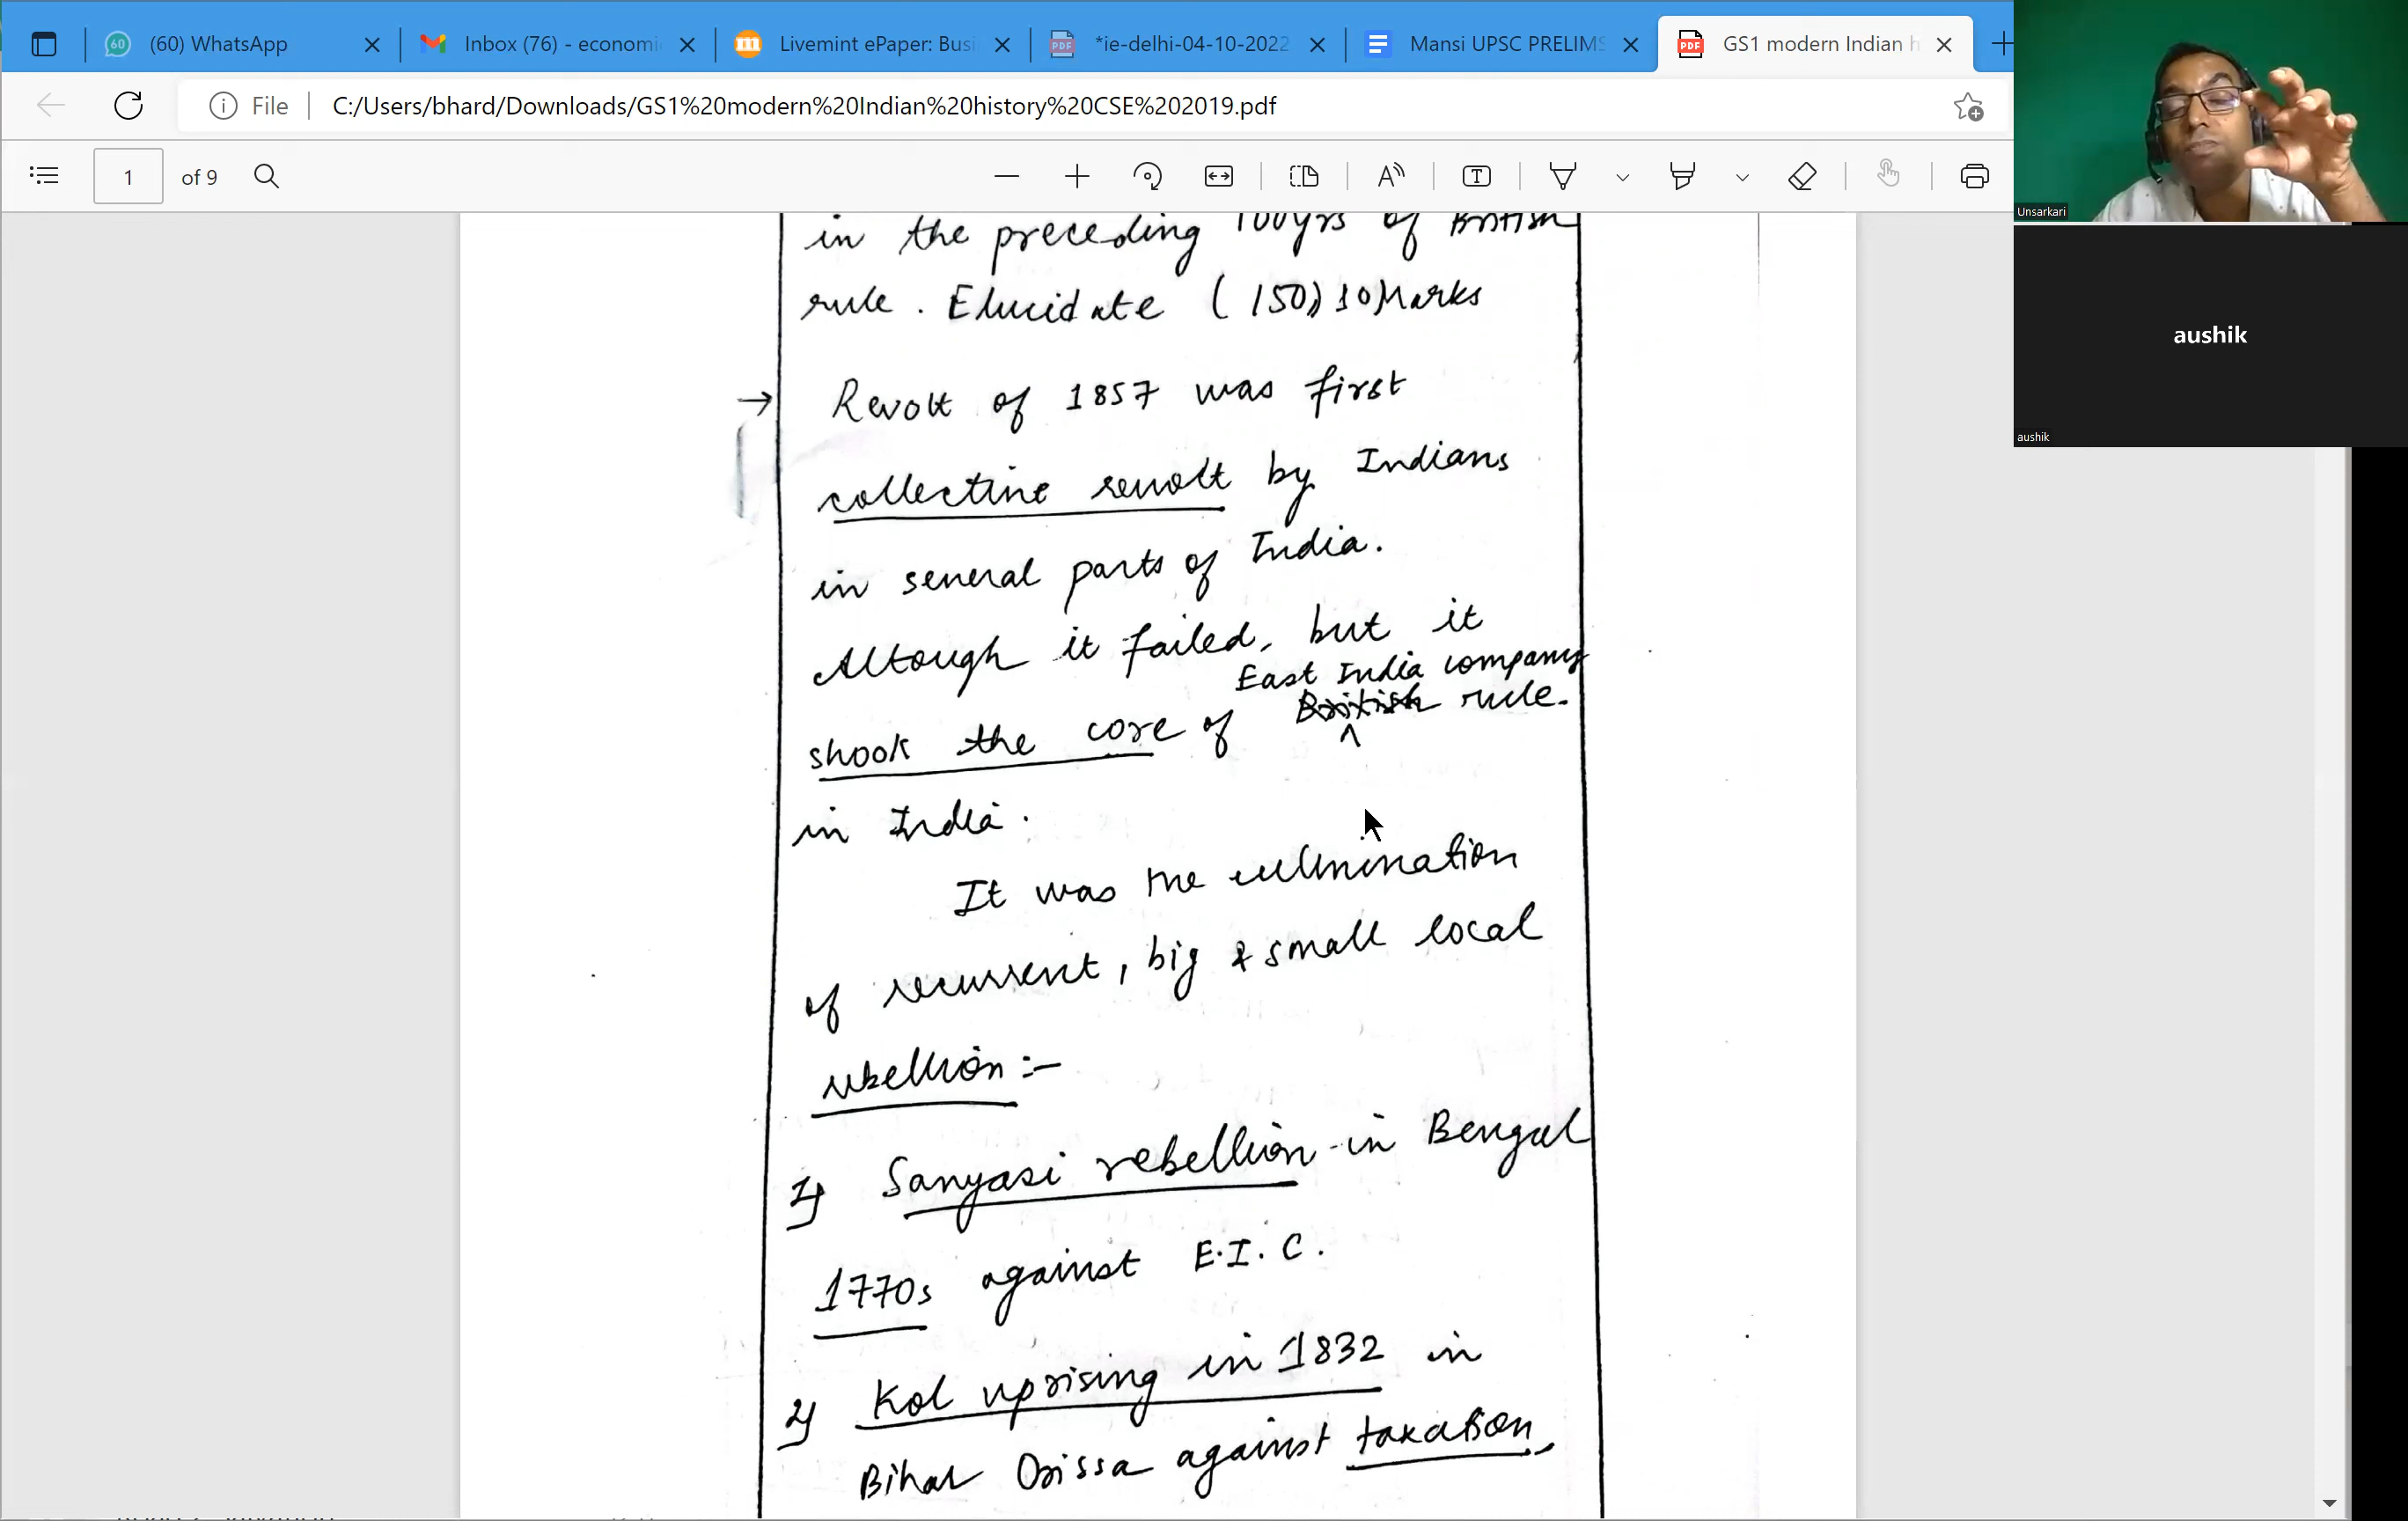 (60) WhatsApp
Inbox (76) - economi
Livemint ePaper: Busi
*ie-delhi-04-10-2022
Mansi UPSC PRELIMS
GS1 modern Indian h
File
C:/Users/bhard/Downloads/GS1%20modern%20Indian%20history%20CSE%202019.pdf
1 of 9
Unsarkari
aushik
aushik
in the preceding 100yrs of British
rule. Elucidate (150) 10 Marks
→ Revolt of 1857 was first
collective revolt by Indians
in several parts of India.
Altough it failed, but it
East India company
shook the core of British rule.
in India.
It was the culmination
of recurrent, big & small local
rebellion :-
1) Sanyasi rebellion in Bengal
1770s against E.I.C.
2) Kol uprising in 1832 in
Bihar Orissa against taxation